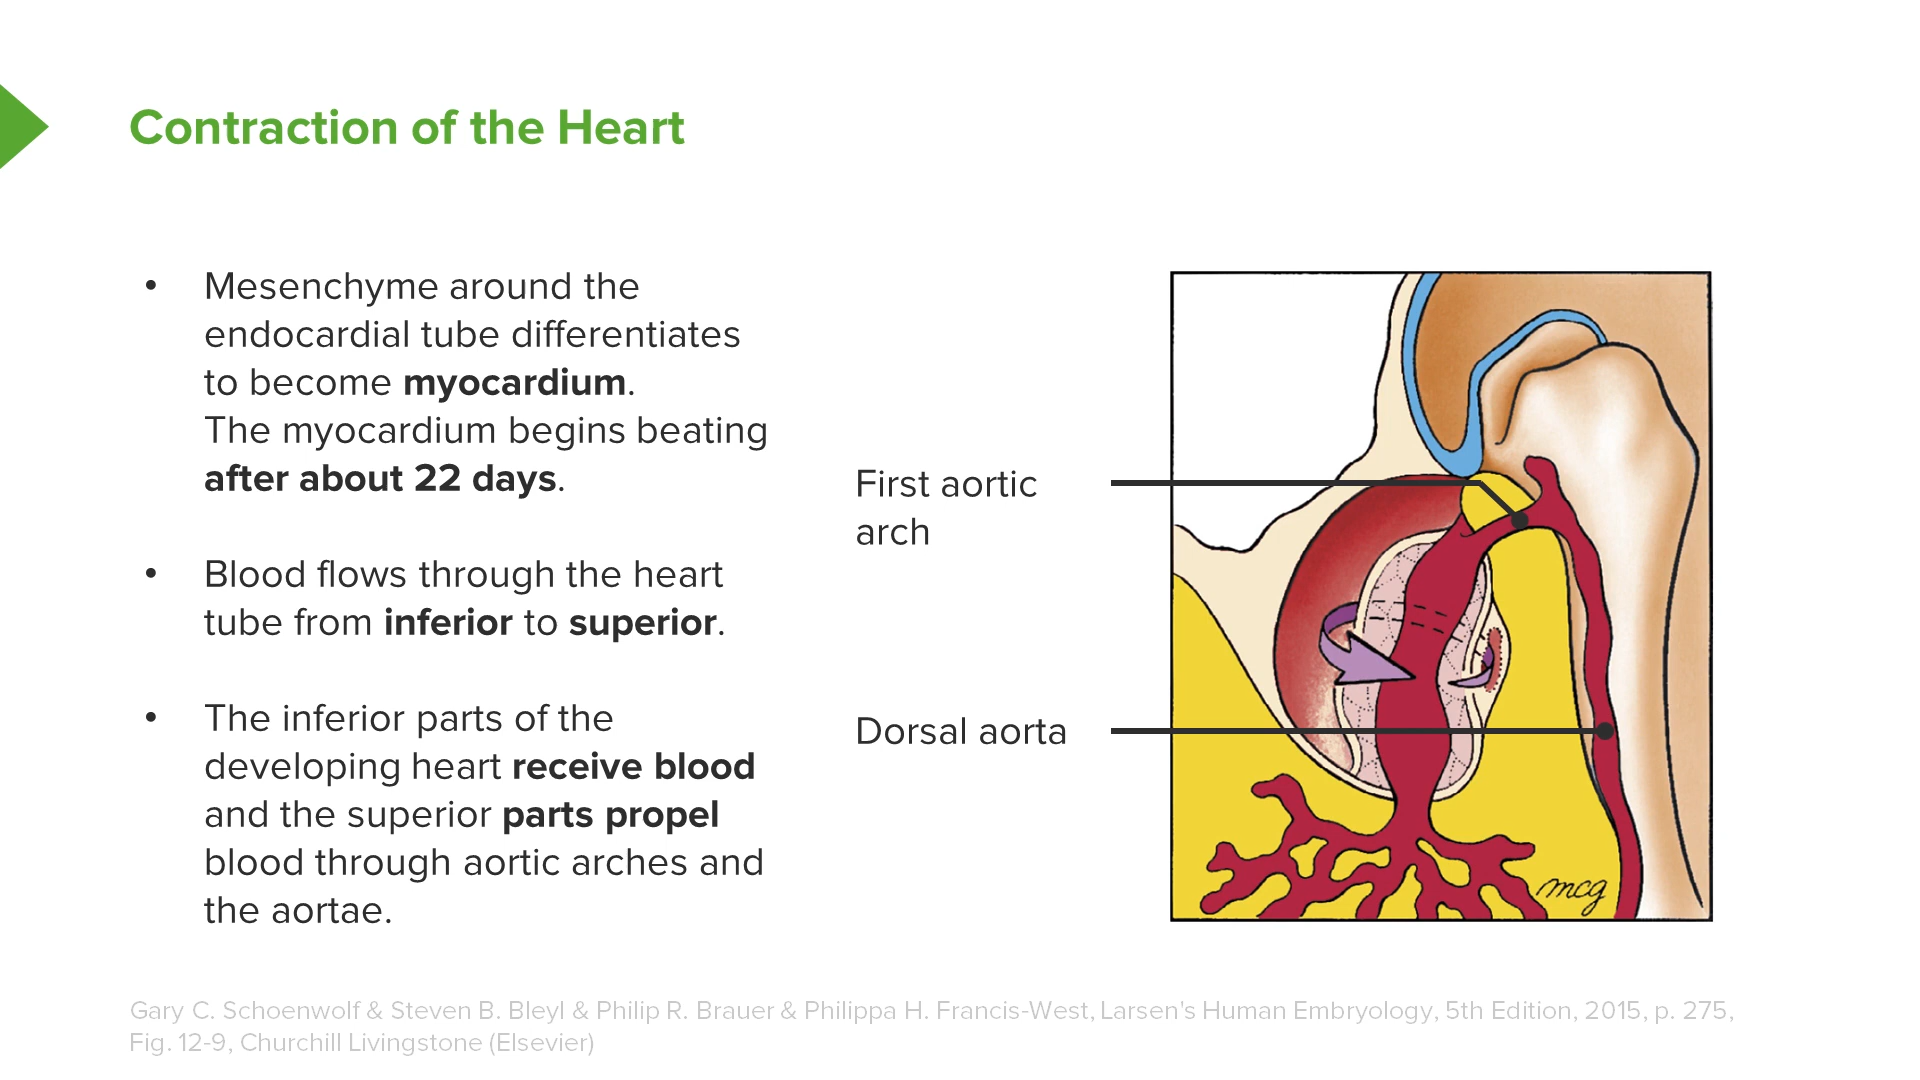 Contraction of the Heart
• Mesenchyme around the
endocardial tube differentiates
to become myocardium.
The myocardium begins beating
after about 22 days.
• Blood flows through the heart
tube from inferior to superior.
• The inferior parts of the
developing heart receive blood
and the superior parts propel
blood through aortic arches and
the aortae.
First aortic
arch
Dorsal aorta
mcg
Gary C. Schoenwolf & Steven B. Bleyl & Philip R. Brauer & Philippa H. Francis-West, Larsen's Human Embryology, 5th Edition, 2015, p. 275,
Fig. 12-9, Churchill Livingstone (Elsevier)